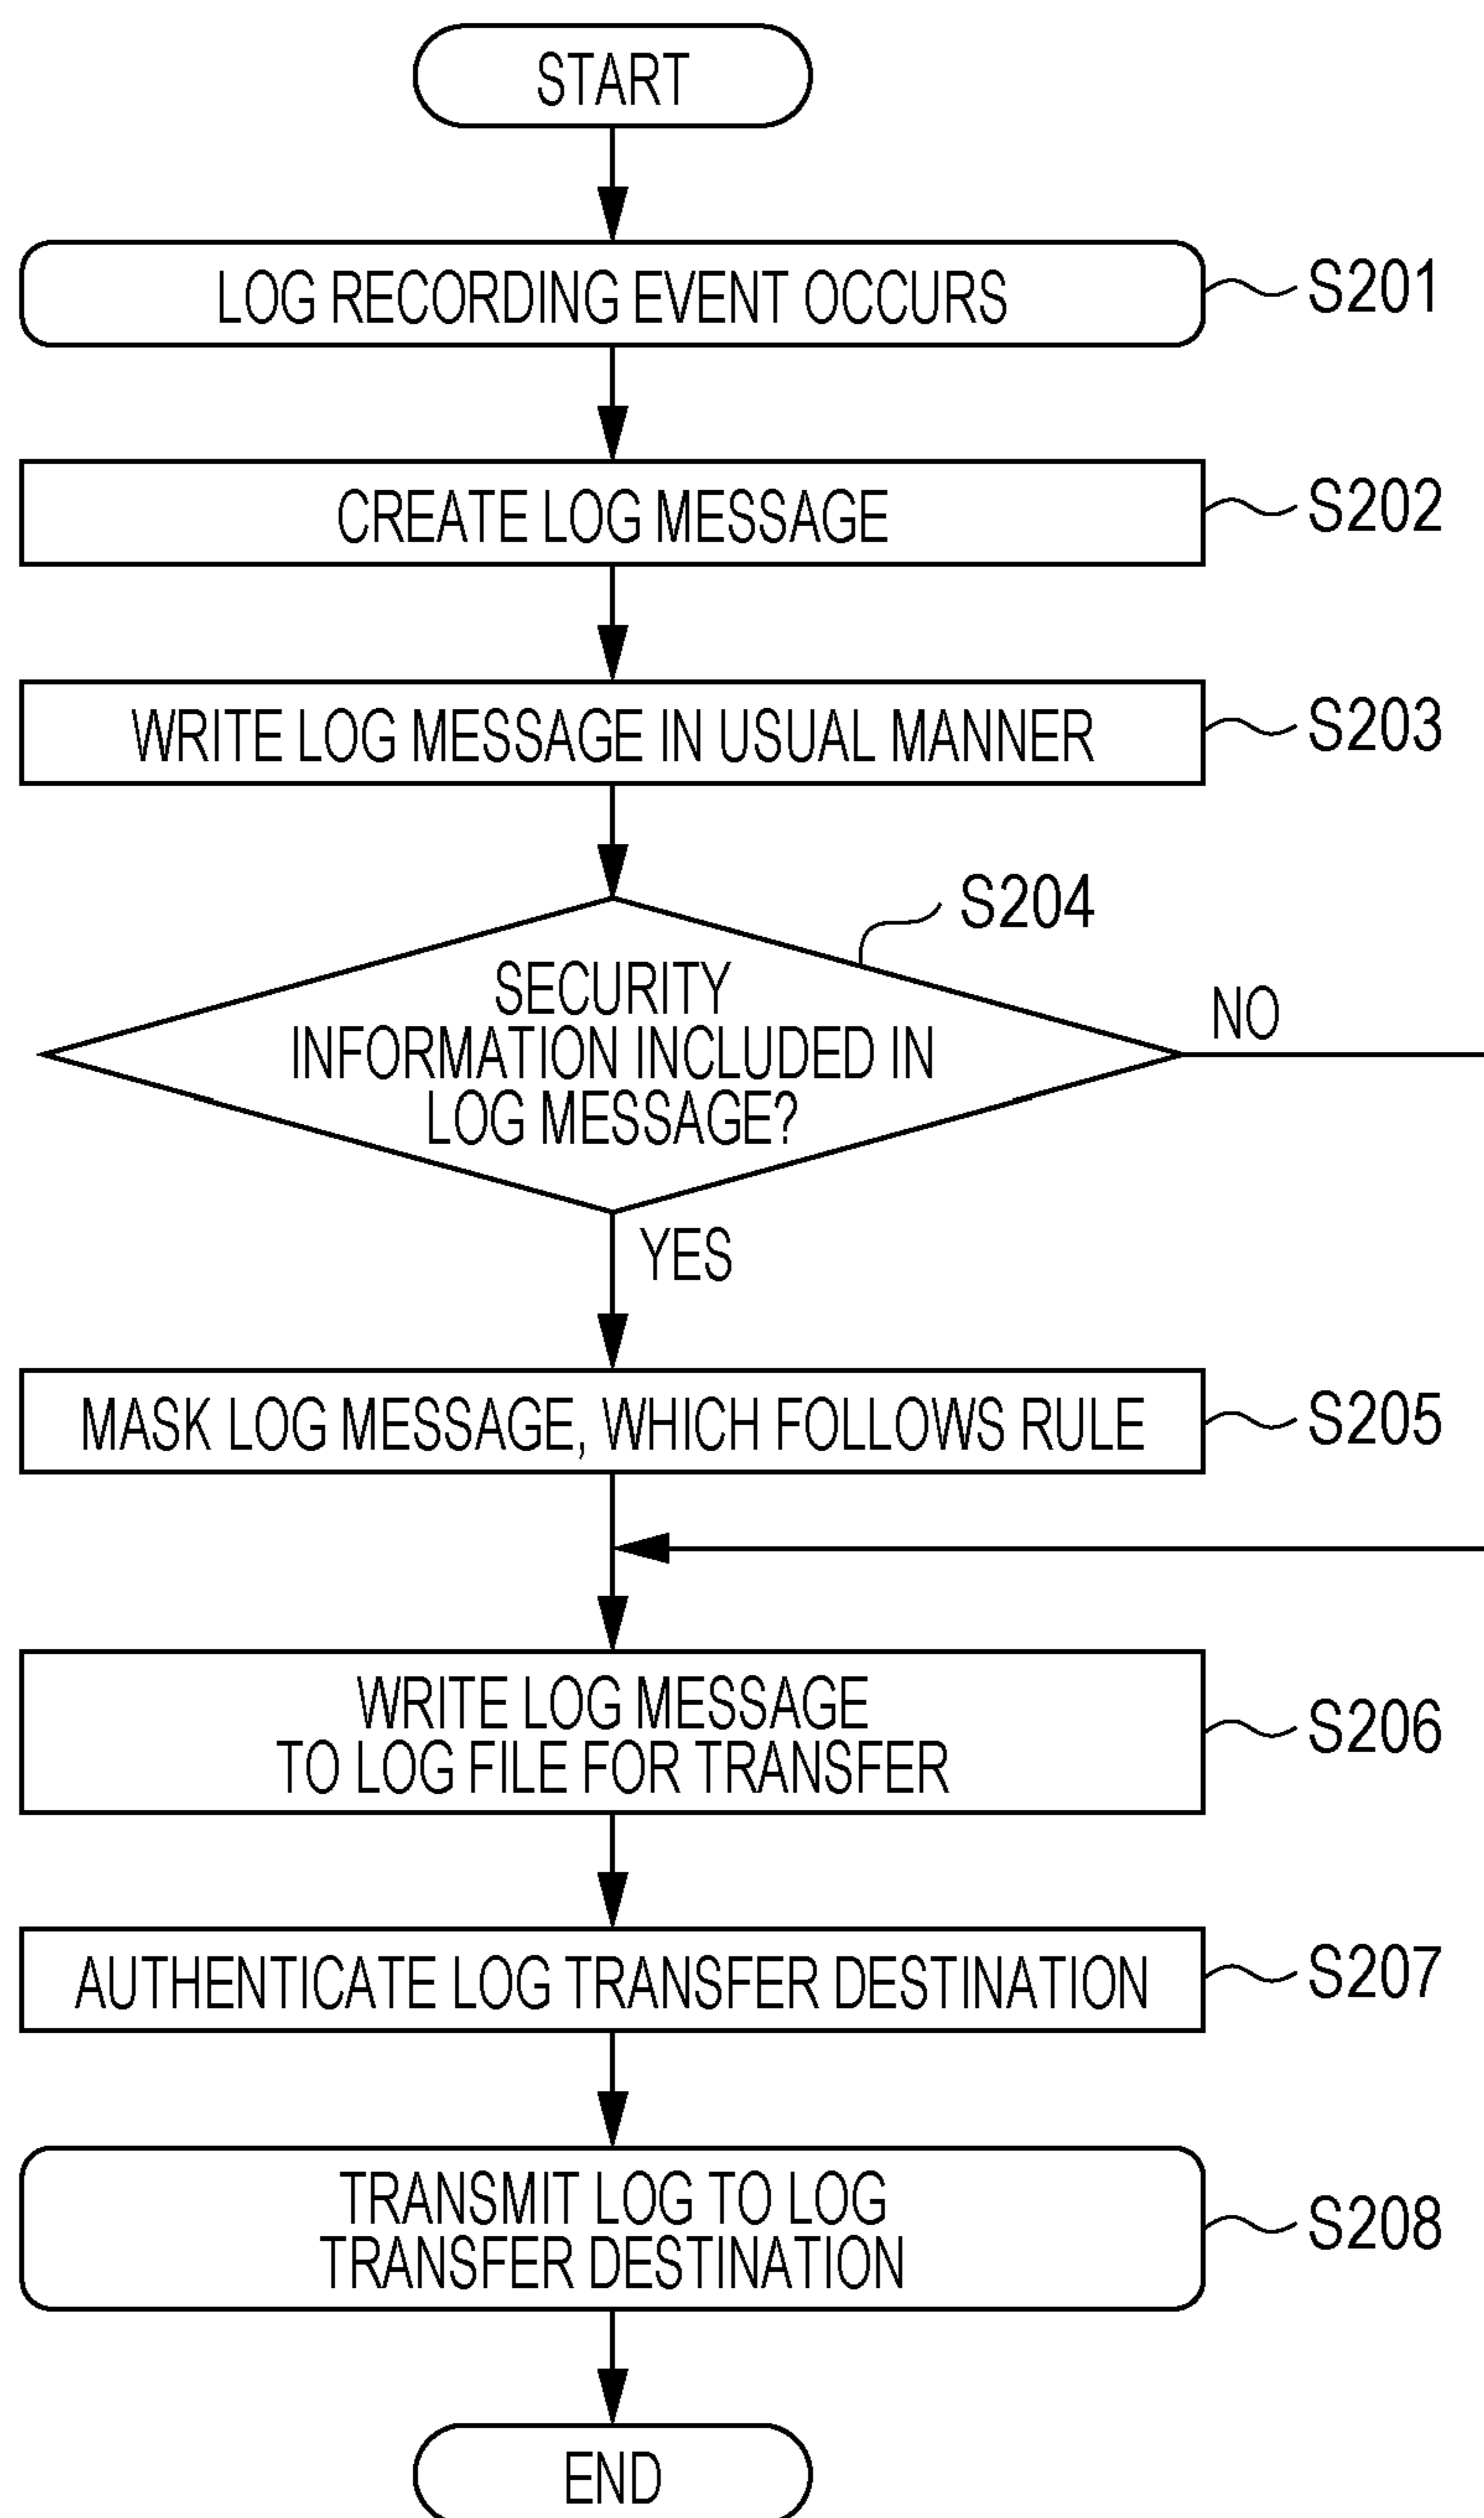 START
LOG RECORDING EVENT OCCURS
S201
CREATE LOG MESSAGE
S202
WRITE LOG MESSAGE IN USUAL MANNER
S203
S204
SECURITY
INFORMATION INCLUDED IN
LOG MESSAGE?
NO
YES
MASK LOG MESSAGE, WHICH FOLLOWS RULE
S205
WRITE LOG MESSAGE
TO LOG FILE FOR TRANSFER
S206
AUTHENTICATE LOG TRANSFER DESTINATION
S207
TRANSMIT LOG TO LOG
TRANSFER DESTINATION
S208
END